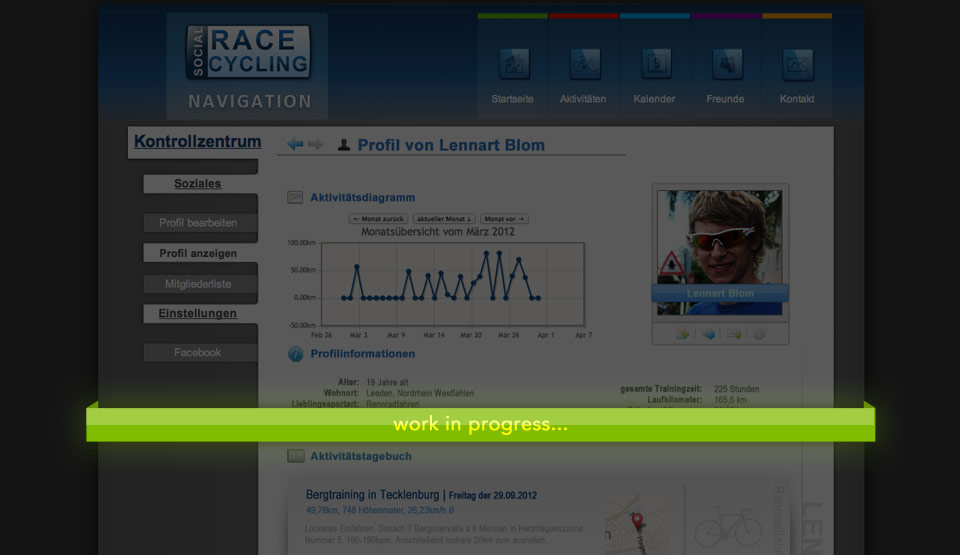 SOCIAL
RACE
CYCLING
NAVIGATION
Startseite
Aktivitäten
Kalender
Freunde
Kontakt
Kontrollzentrum
Soziales
Profil bearbeiten
Profil anzeigen
Mitgliederliste
Einstellungen
Facebook
Profil von Lennart Blom
Aktivitätsdiagramm
← Monat zurück
aktueller Monat ↓
Monat vor →
Monatsübersicht vom März 2012
100.00km
50.00km
0.00km
-50.00km
Feb 26 Mar 3 Mar 9 Mar 14 Mar 20 Mar 26 Apr 1 Apr 7
Lennart Blom
Profilinformationen
Alter: 19 Jahre alt
Wohnort: Leeden, Nordrhein Westfahlen
Lieblingssportart: Rennradfahren
gesamte Trainingzeit: 225 Stunden
Laufkilometer: 165,5 km
work in progress...
Aktivitätstagebuch
Bergtraining in Tecklenburg | Freitag der 29.09.2012
49,78km, 748 Höhenmeter, 26,23km/h Ø
Lockeres Einfahren. Danach 7 Bergintervalle à 6 Minuten in Herzfrequenzzone
Nummer 5. 160-190bpm. Anschließend lockere 20km zum ausrollen...